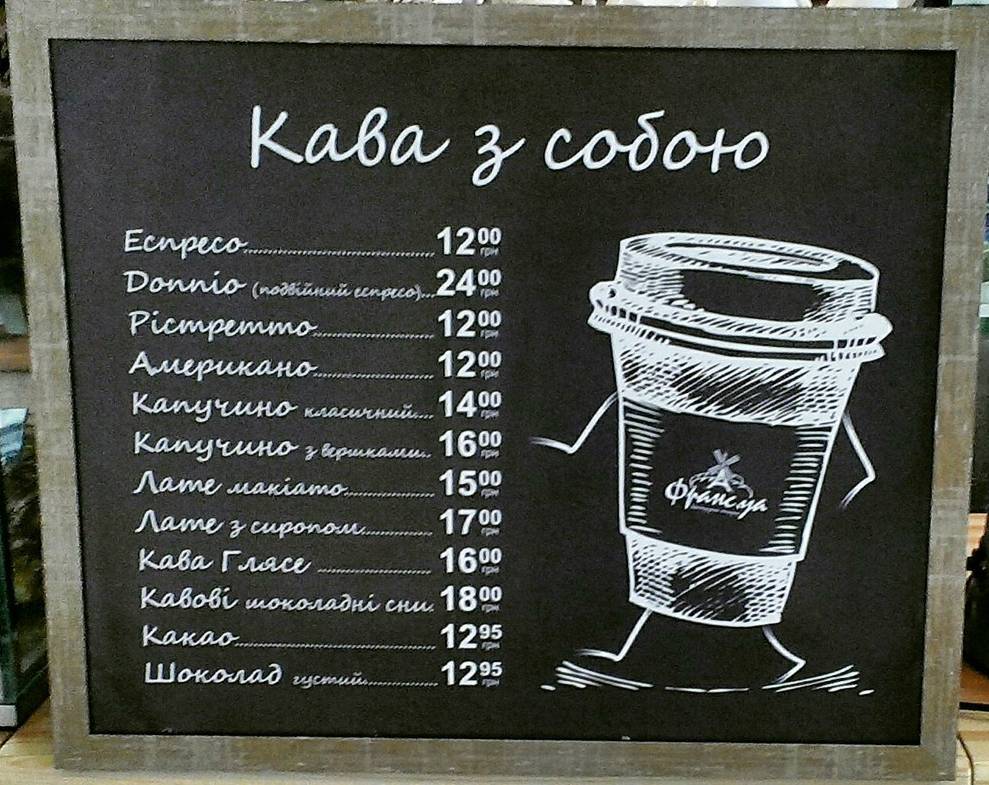 Кава з собою
Еспресо 12 00 грн
Доппіо (подвійний еспресо) 24 00 грн
Рістретто 12 00 грн
Американо 12 00 грн
Капучино класичний 14 00 грн
Капучино з вершками 16 00 грн
Лате макіато 15 00 грн
Лате з сиропом 17 00 грн
Кава Глясе 16 00 грн
Кавові шоколадні сни 18 00 грн
Какао 12 95 грн
Шоколад густий 12 95 грн
Франсуа